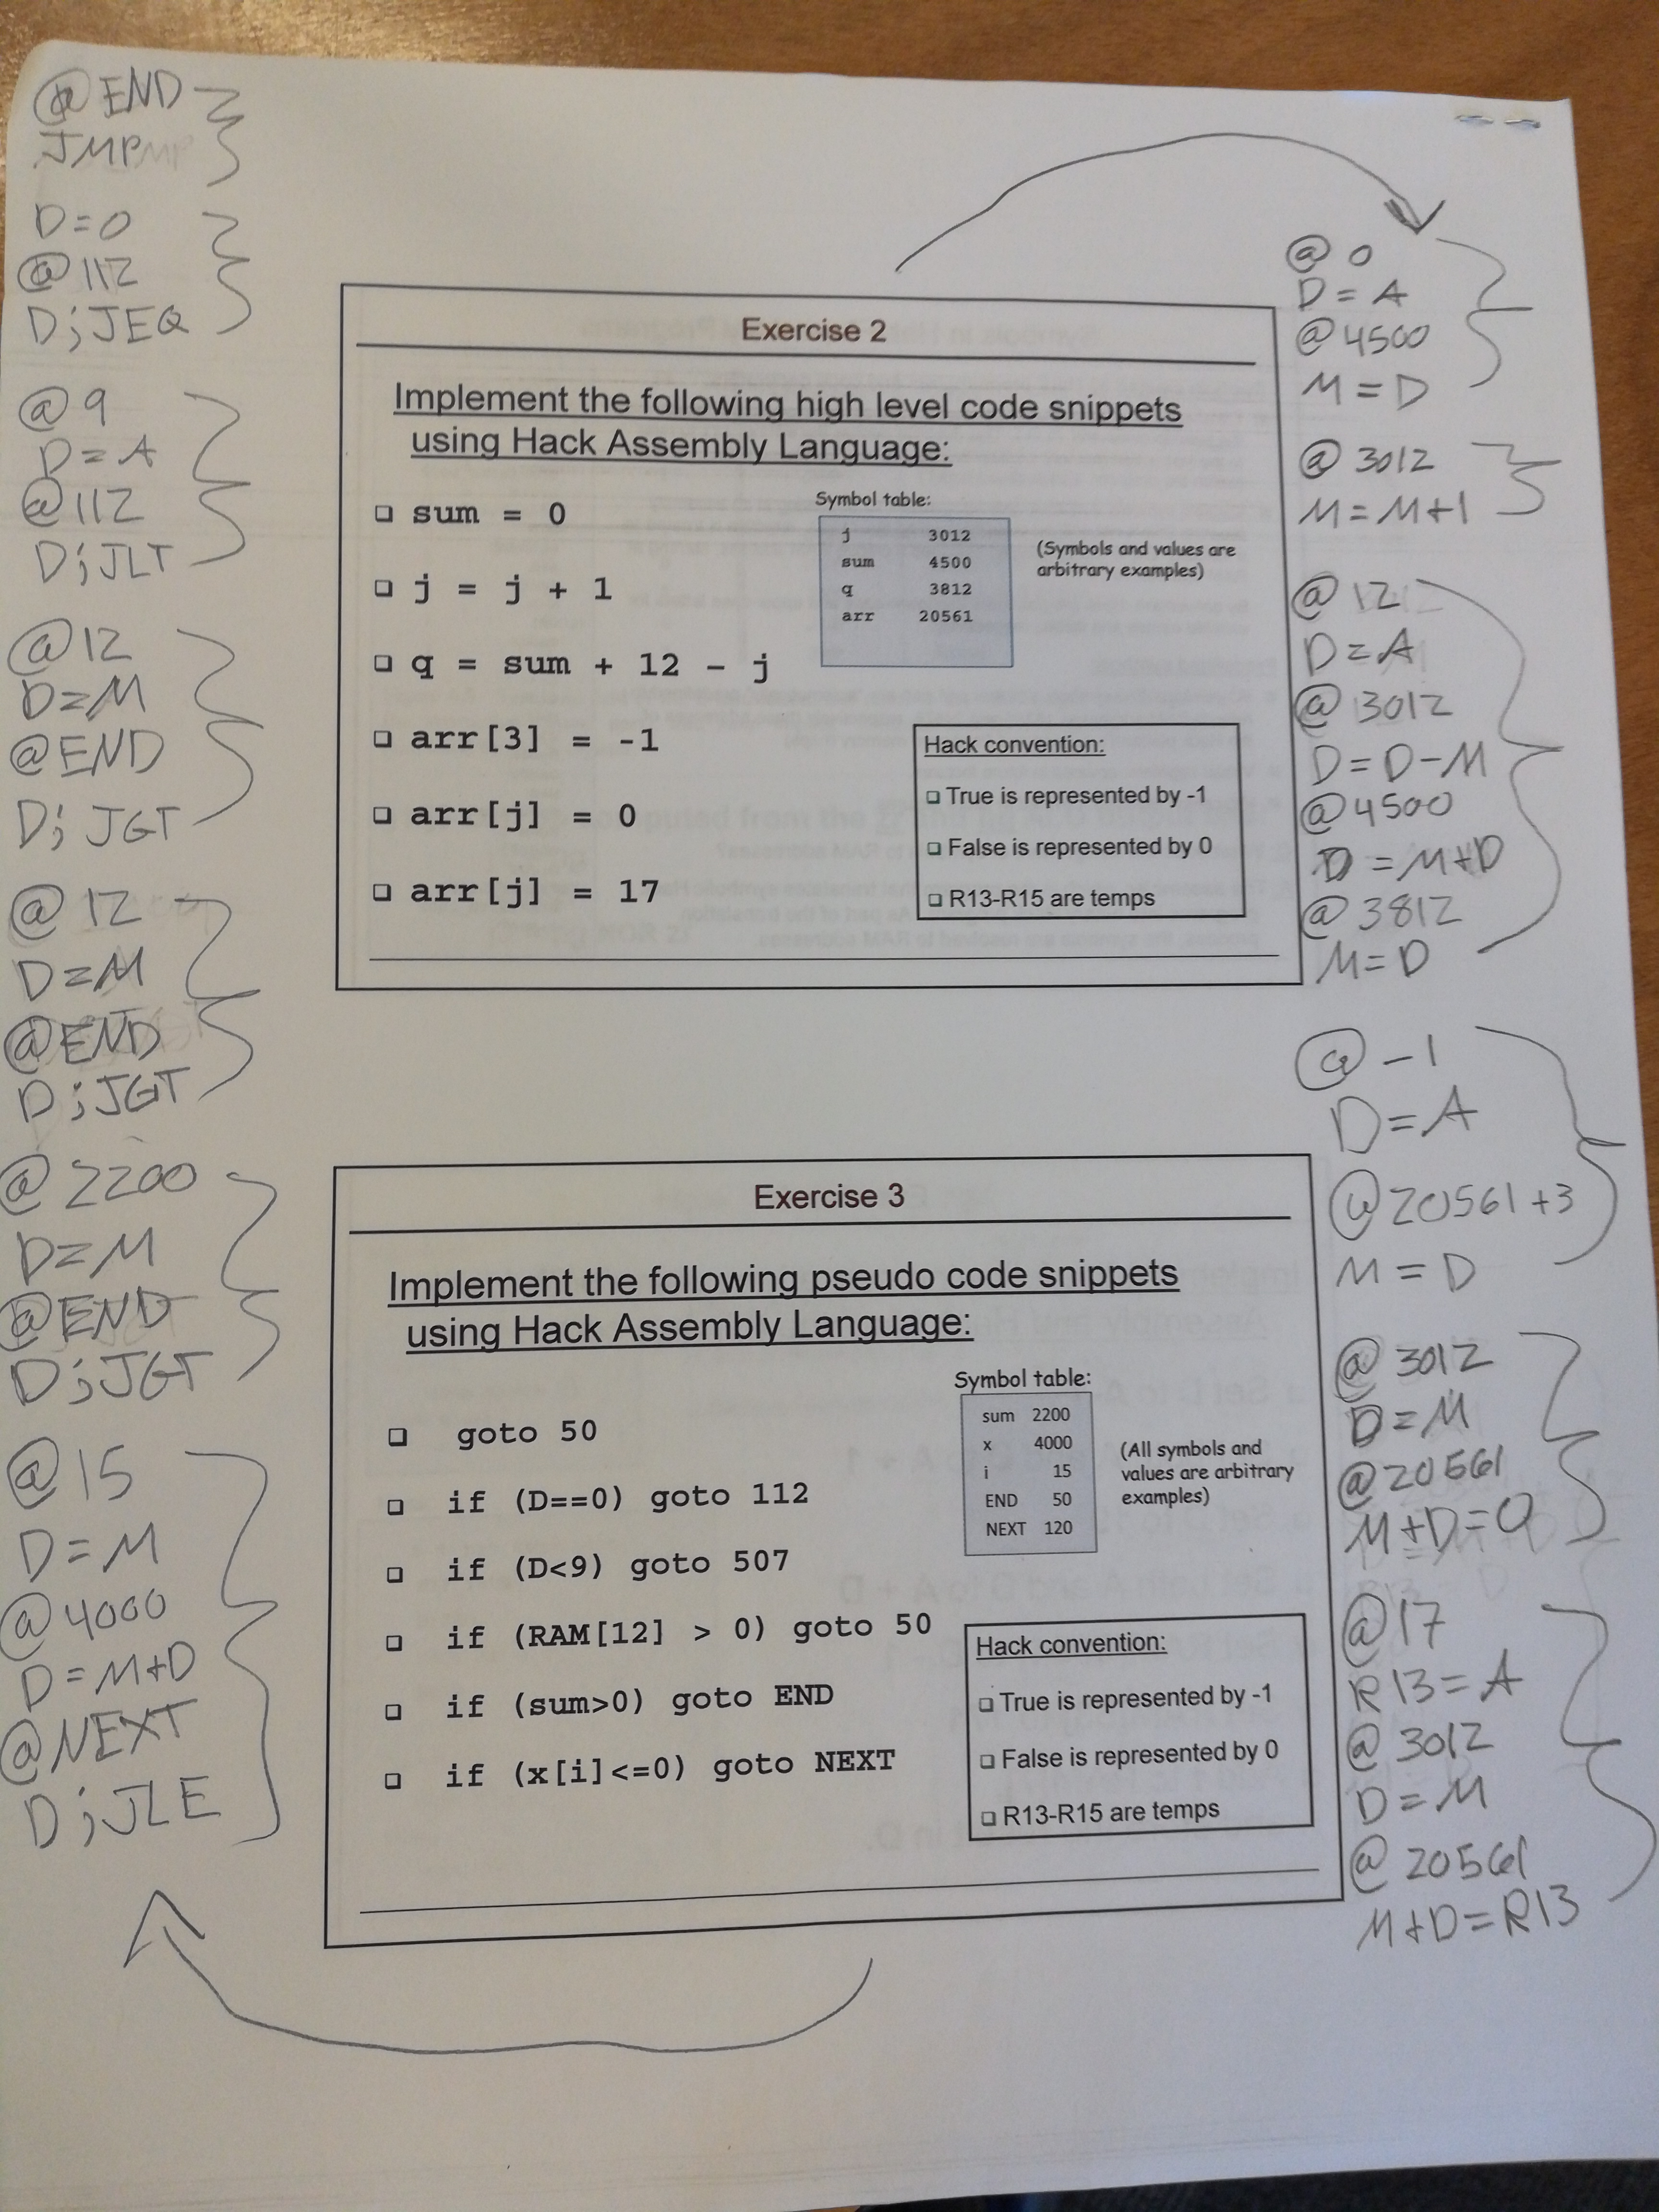 @ END
JMP
D=0
@ 112
D;JEQ
@ 9
D=A
@112
D;JLT
@12
D=M
@END
D; JGT
@ 12
D=M
@END
D;JGT
@ 2200
D=M
@END
D;JGT
@ 15
D=M
@ 4000
D=M+D
@NEXT
D;JLE
Exercise 2
Implement the following high level code snippets
using Hack Assembly Language:
❏ sum = 0
❏ j = j + 1
❏ q = sum + 12 - j
❏ arr[3] = -1
❏ arr[j] = 0
❏ arr[j] = 17
Symbol table:
j 3012
sum 4500
q 3812
arr 20561
(Symbols and values are
arbitrary examples)
Hack convention:
❏ True is represented by -1
❏ False is represented by 0
❏ R13-R15 are temps
Exercise 3
Implement the following pseudo code snippets
using Hack Assembly Language:
❏ goto 50
❏ if (D==0) goto 112
❏ if (D<9) goto 507
❏ if (RAM[12] > 0) goto 50
❏ if (sum>0) goto END
❏ if (x[i]<=0) goto NEXT
Symbol table:
sum 2200
x 4000
i 15
END 50
NEXT 120
(All symbols and
values are arbitrary
examples)
Hack convention:
❏ True is represented by -1
❏ False is represented by 0
❏ R13-R15 are temps
@ 0
D = A
@ 4500
M = D
@ 3012
M = M+1
@ 12
D=A
@ 3012
D=D-M
@4500
D=M+D
@ 3812
M=D
@ -1
D=A
@20561+3
M=D
@ 3012
D=M
@20561
M+D=0
@17
R13=A
@ 3012
D=M
@ 20561
M+D=R13